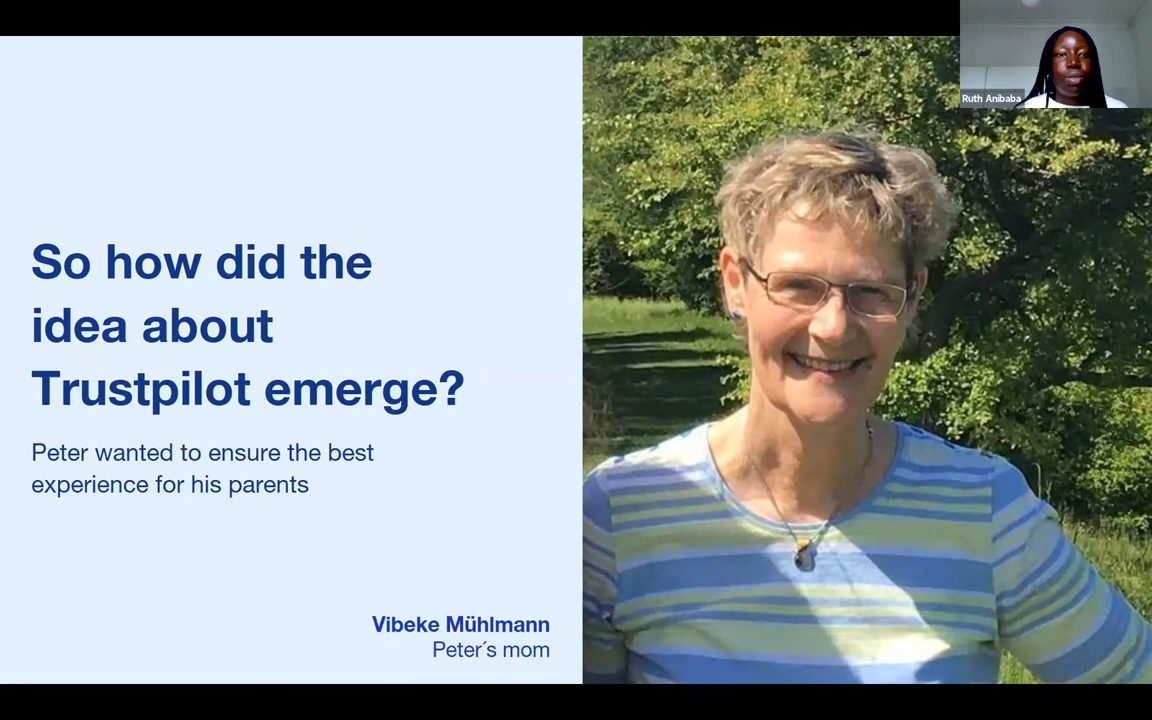 Ruth Anibaba
So how did the
idea about
Trustpilot emerge?
Peter wanted to ensure the best
experience for his parents
Vibeke Mühlmann
Peter´s mom